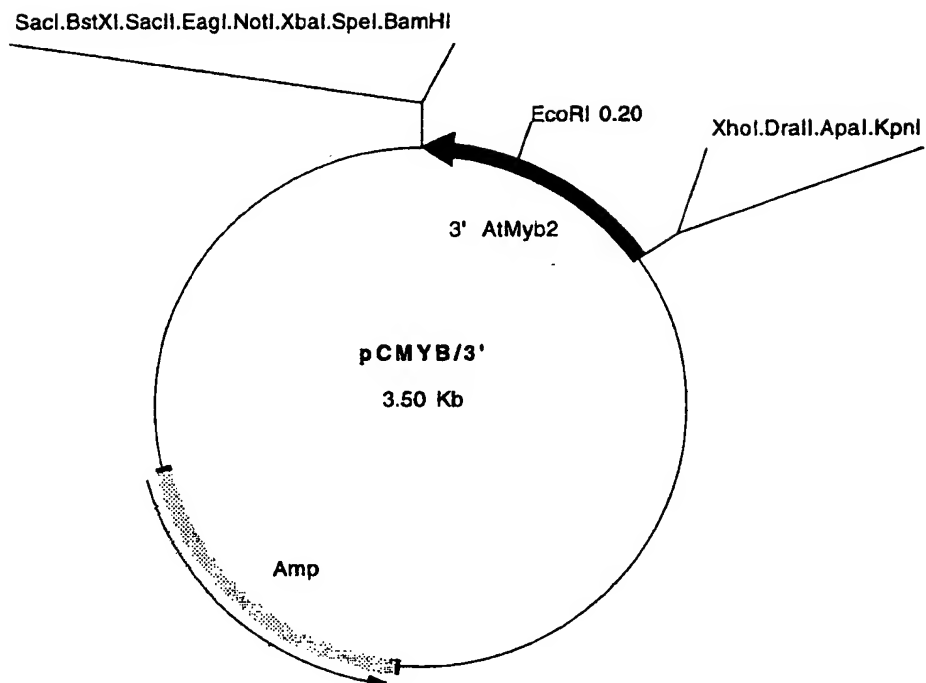 SacI.BstXI.SacII.EagI.NotI.XbaI.SpeI.BamHI
EcoRI 0.20
XhoI.DraII.ApaI.KpnI
3' AtMyb2
pCMYB/3'
3.50 Kb
Amp